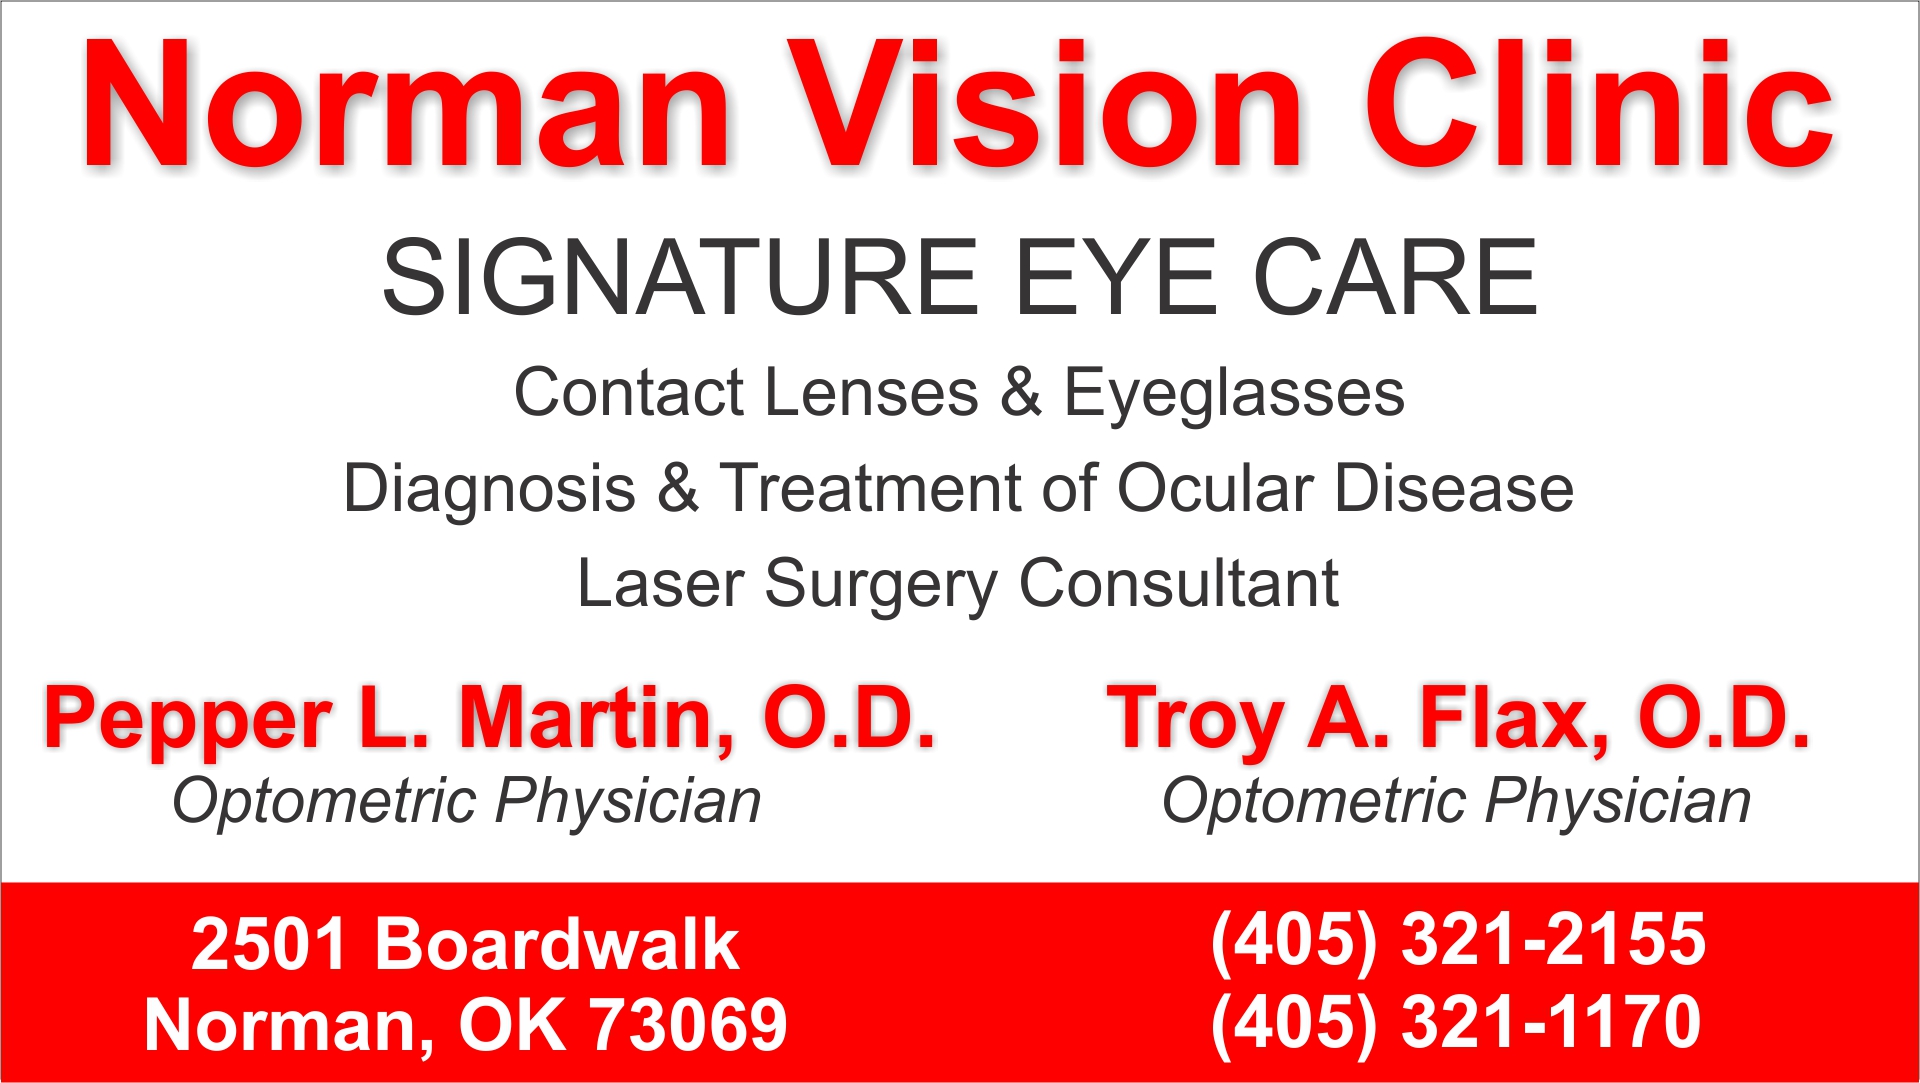 Norman Vision Clinic
SIGNATURE EYE CARE
Contact Lenses & Eyeglasses
Diagnosis & Treatment of Ocular Disease
Laser Surgery Consultant
Pepper L. Martin, O.D.
Optometric Physician
Troy A. Flax, O.D.
Optometric Physician
2501 Boardwalk
Norman, OK 73069
(405) 321-2155
(405) 321-1170